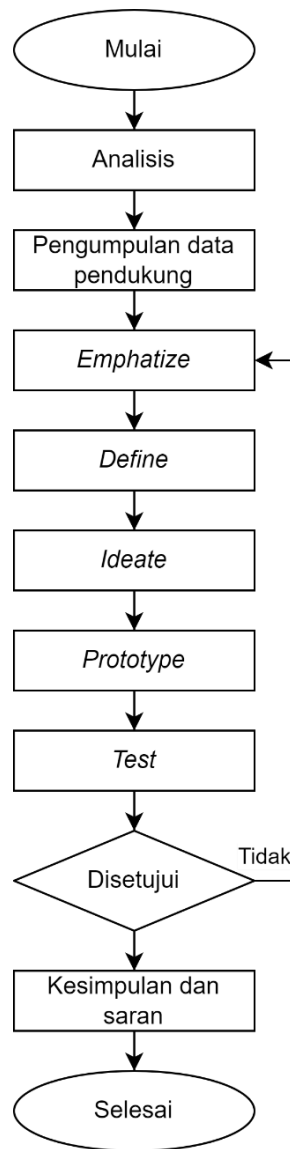 Mulai
Analisis
Pengumpulan data
pendukung
Emphatize
Define
Ideate
Prototype
Test
Tidak
Disetujui
Kesimpulan dan
saran
Selesai